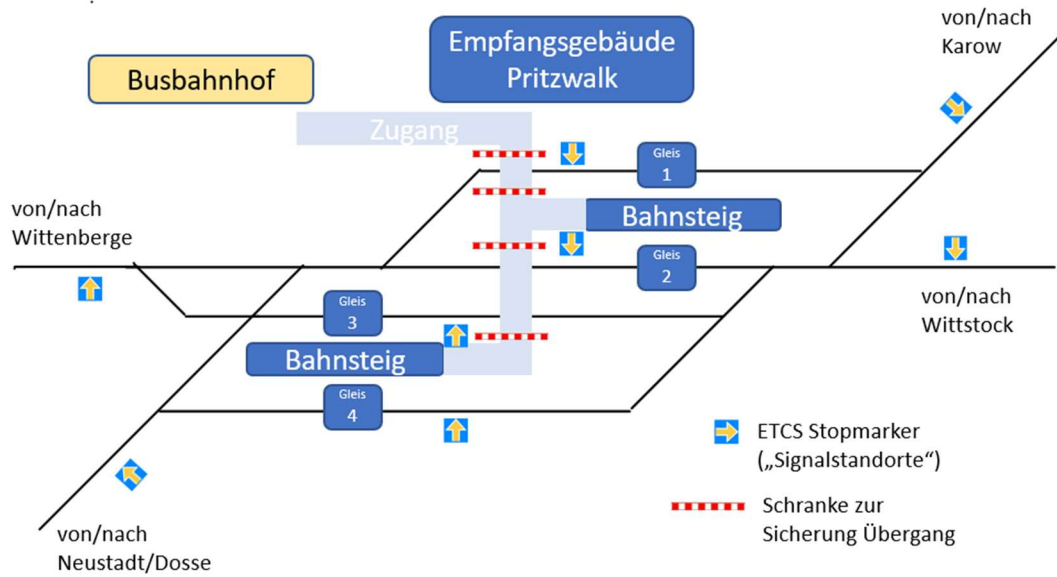 von/nach
Karow
Empfangsgebäude
Pritzwalk
Busbahnhof
Zugang
Gleis
1
von/nach
Wittenberge
Bahnsteig
Gleis
2
von/nach
Wittstock
Gleis
3
Bahnsteig
Gleis
4
ETCS Stopmarker
(„Signalstandorte“)
Schranke zur
Sicherung Übergang
von/nach
Neustadt/Dosse